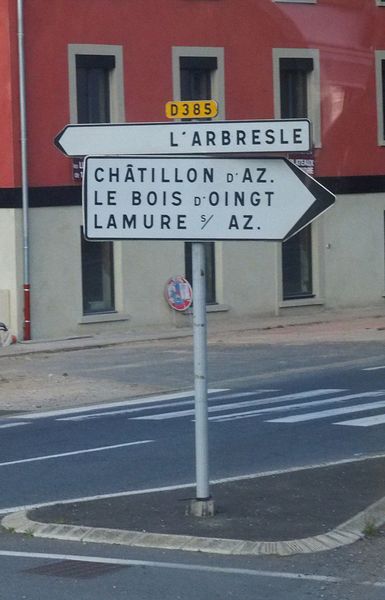 D385
L'ARBRESLE
CHÂTILLON D'AZ.
LE BOIS D'OINGT
LAMURE S/ AZ.